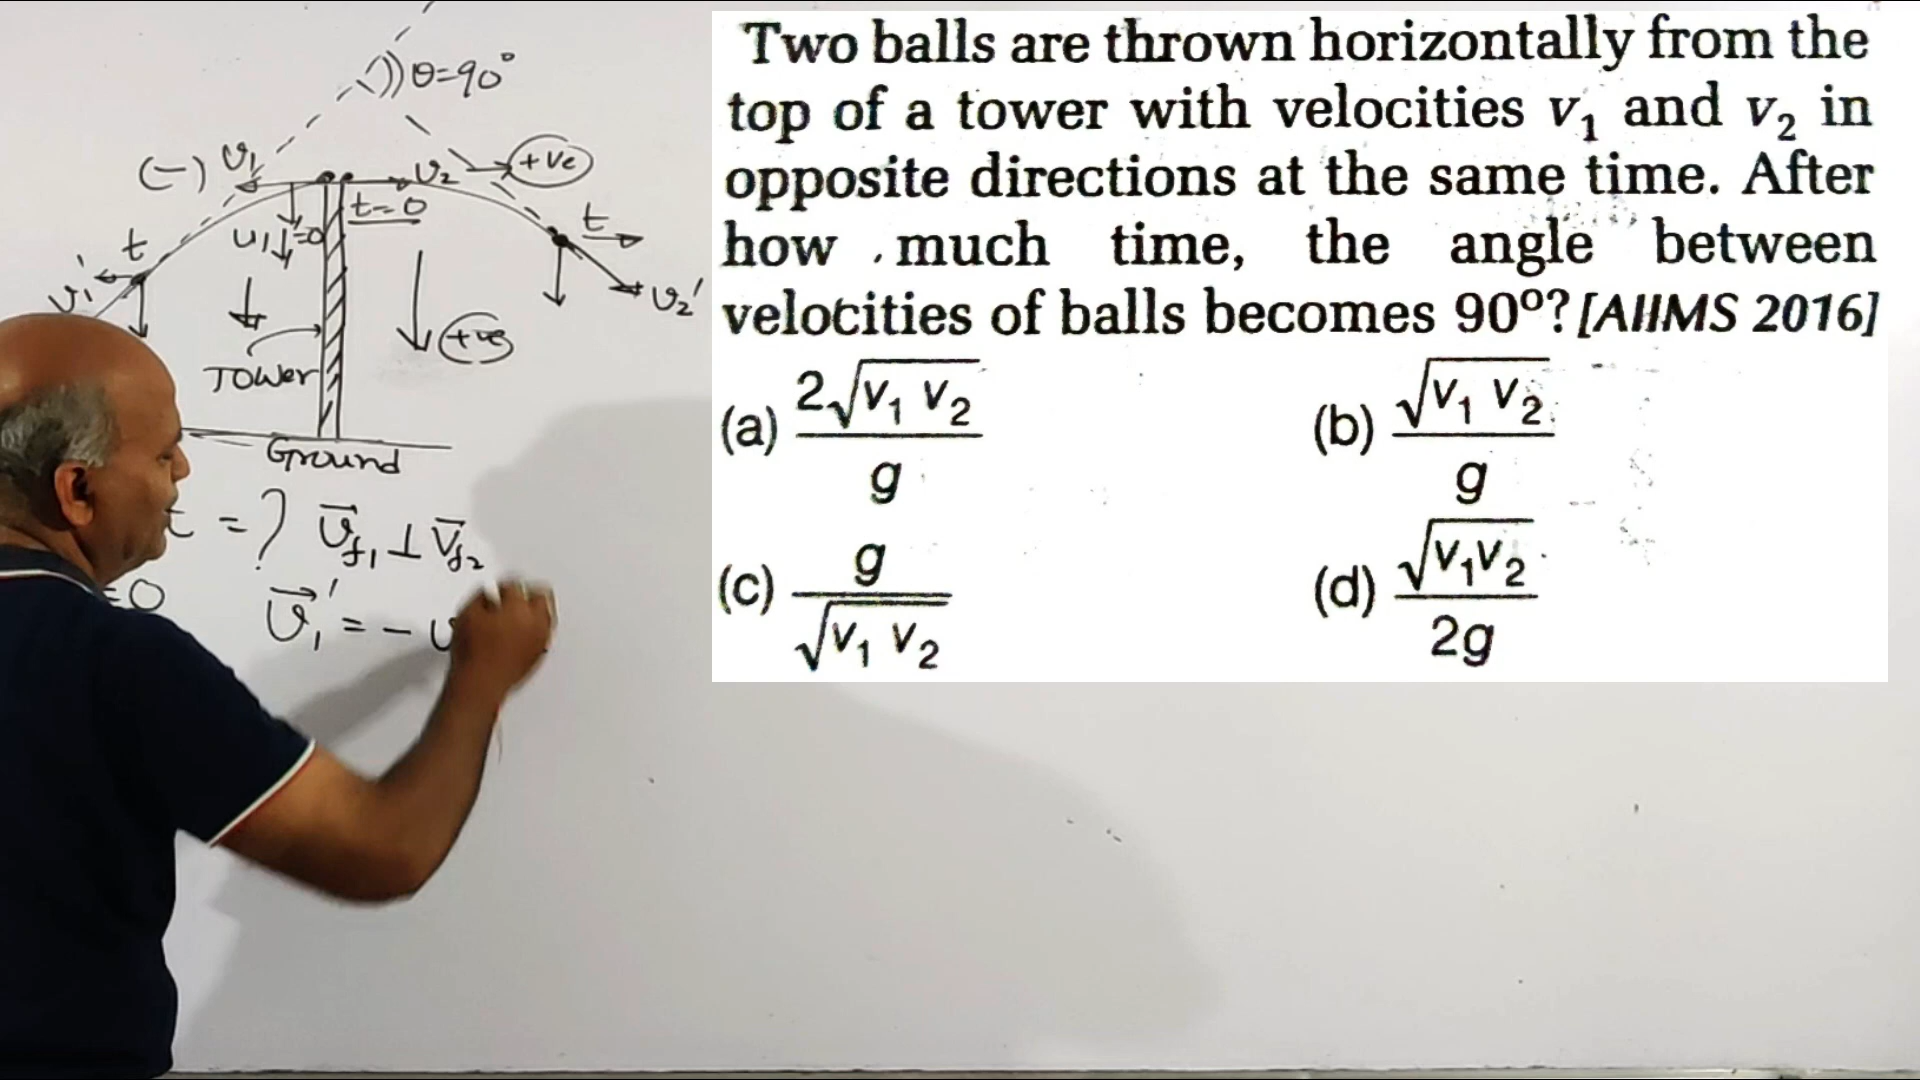 θ=90°
(-) v₁
v₂
+ve
t=0
t
t
u₁↓=0
v₁'
v₂'
+ve
Tower
Ground
t = ? v⃗f₁ ⊥ v⃗f₂
=0
v⃗₁' = - v
Two balls are thrown horizontally from the
top of a tower with velocities v₁ and v₂ in
opposite directions at the same time. After
how much time, the angle between
velocities of balls becomes 90º? [AIIMS 2016]
(a) 2√v₁ v₂ / g
(b) √v₁ v₂ / g
(c) g / √v₁ v₂
(d) √v₁v₂ / 2g